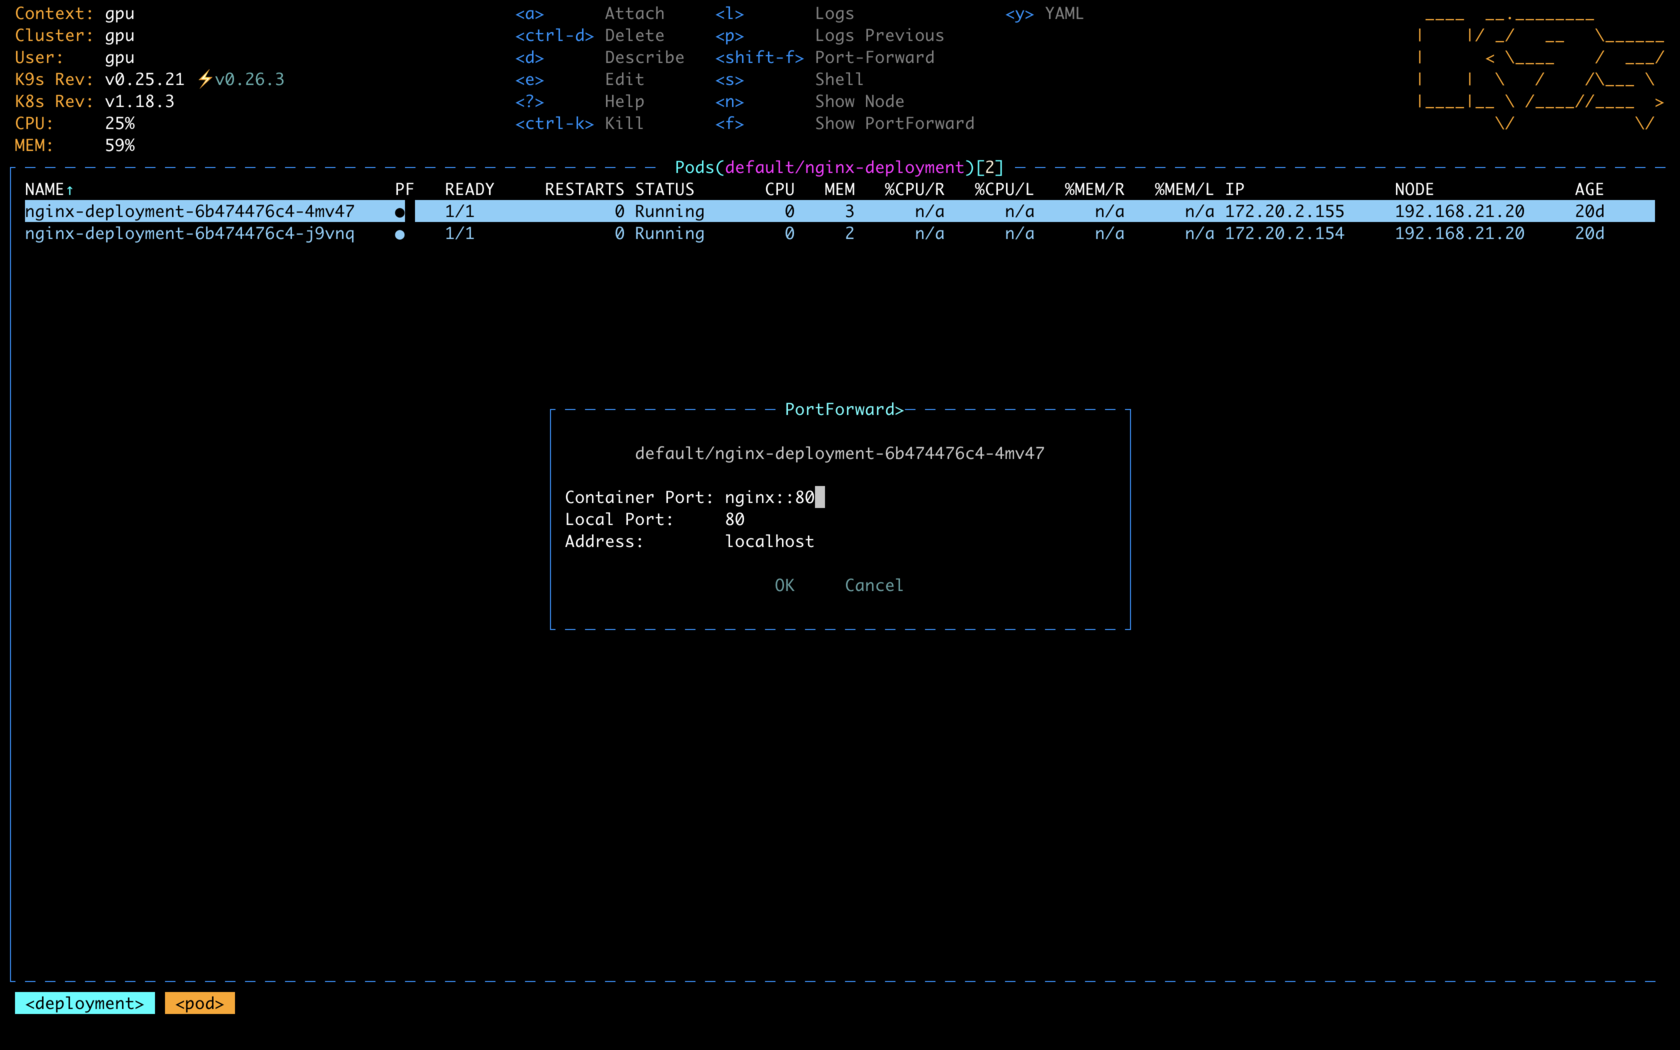 Context: gpu <a> Attach <l> Logs <y> YAML
Cluster: gpu <ctrl-d> Delete <p> Logs Previous
User: gpu <d> Describe <shift-f> Port-Forward
K9s Rev: v0.25.21 ⚡v0.26.3 <e> Edit <s> Shell
K8s Rev: v1.18.3 <?> Help <n> Show Node
CPU: 25% <ctrl-k> Kill <f> Show PortForward
MEM: 59%
Pods(default/nginx-deployment)[2]
NAME↑ PF READY RESTARTS STATUS CPU MEM %CPU/R %CPU/L %MEM/R %MEM/L IP NODE AGE
nginx-deployment-6b474476c4-4mv47 ● 1/1 0 Running 0 3 n/a n/a n/a n/a 172.20.2.155 192.168.21.20 20d
nginx-deployment-6b474476c4-j9vnq ● 1/1 0 Running 0 2 n/a n/a n/a n/a 172.20.2.154 192.168.21.20 20d
PortForward>
default/nginx-deployment-6b474476c4-4mv47
Container Port: nginx::80
Local Port: 80
Address: localhost
OK Cancel
<deployment> <pod>